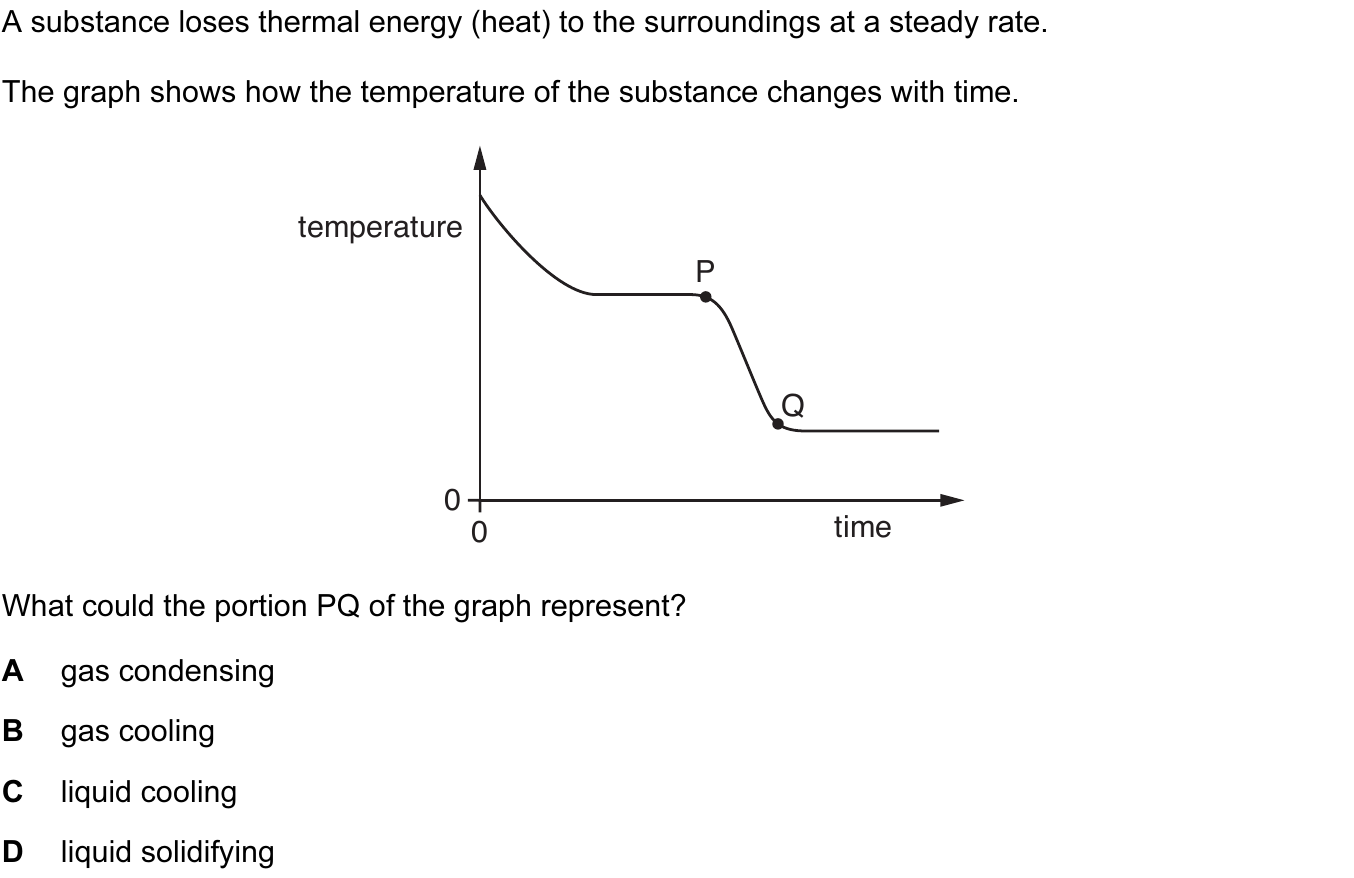 A substance loses thermal energy (heat) to the surroundings at a steady rate.
The graph shows how the temperature of the substance changes with time.
temperature
P
Q
0
0
time
What could the portion PQ of the graph represent?
A gas condensing
B gas cooling
C liquid cooling
D liquid solidifying